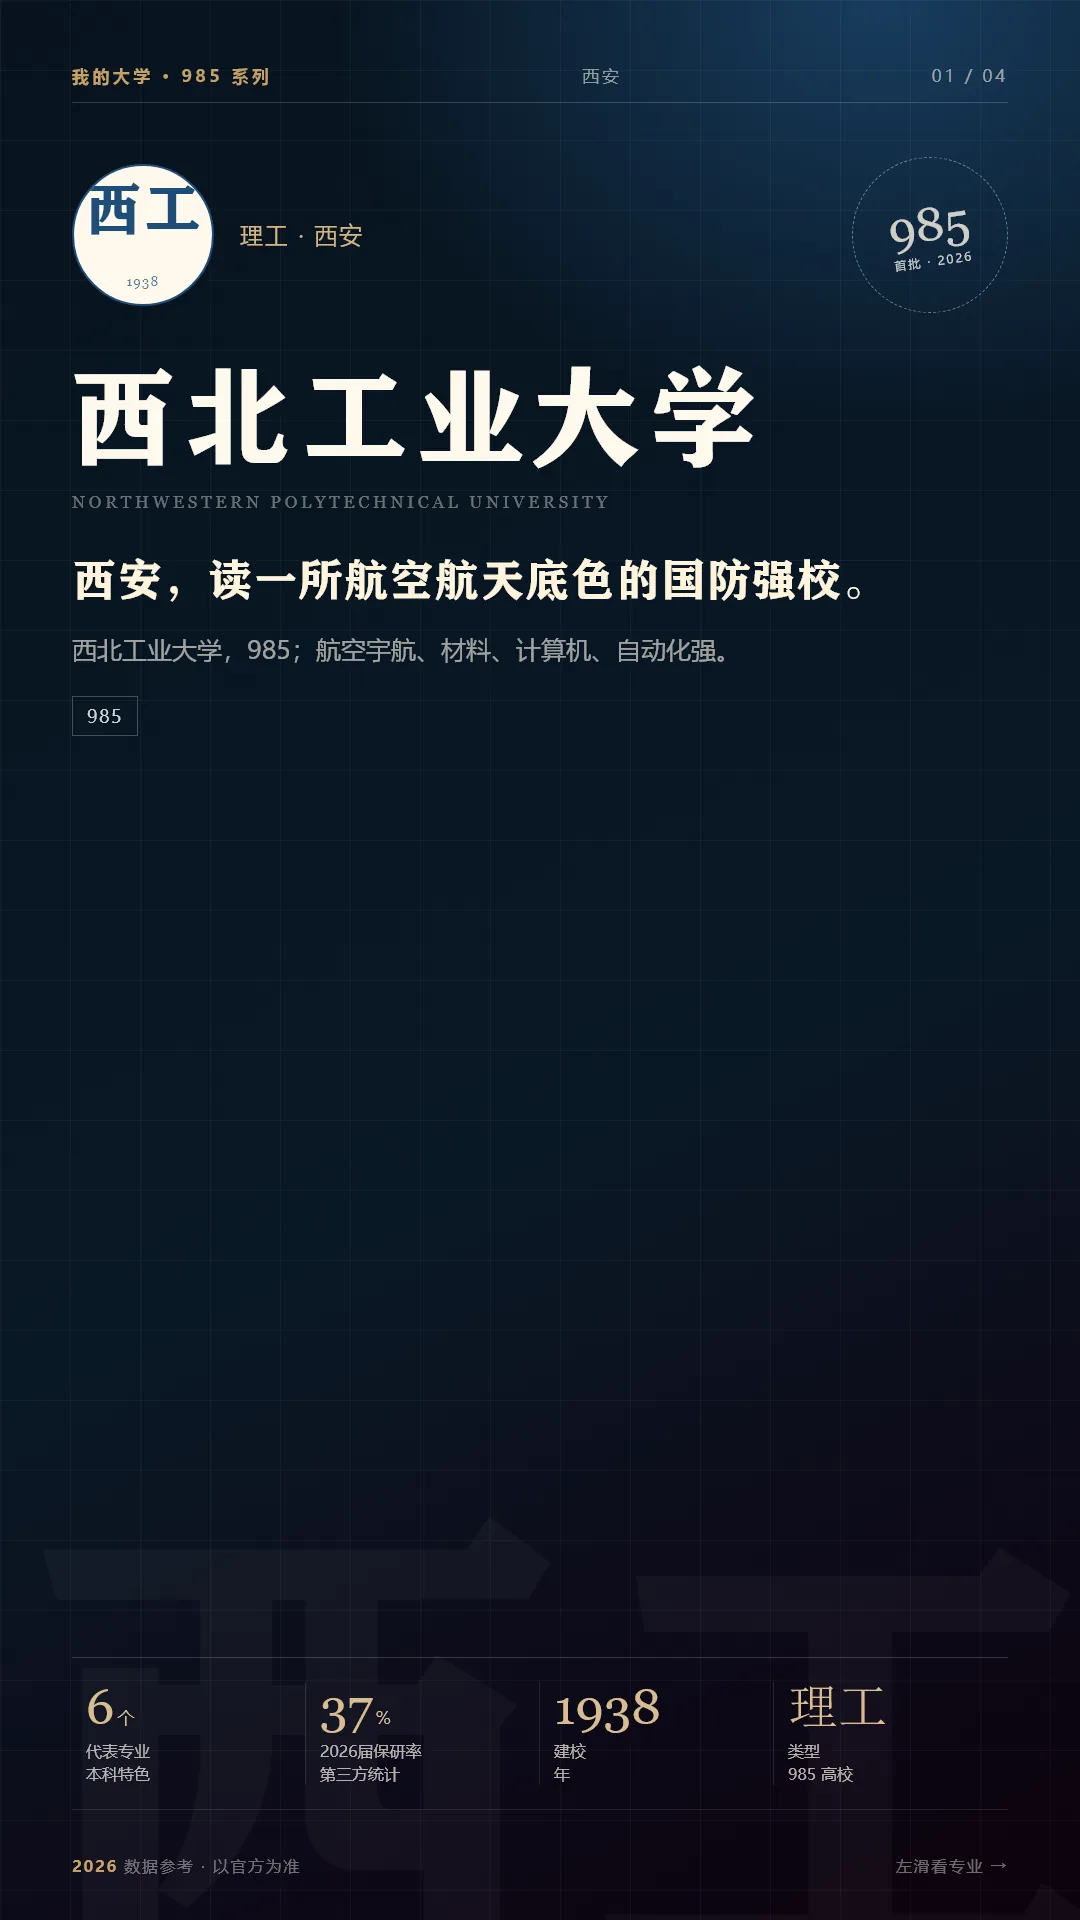 我的大学 · 985 系列
西安
01 / 04
西工
1938
理工 · 西安
985
首批 · 2026
西北工业大学
NORTHWESTERN POLYTECHNICAL UNIVERSITY
西安，读一所航空航天底色的国防强校。
西北工业大学，985；航空宇航、材料、计算机、自动化强。
985
西工
6个
代表专业
本科特色
37%
2026届保研率
第三方统计
1938
建校
年
理工
类型
985 高校
2026 数据参考 · 以官方为准
左滑看专业 →